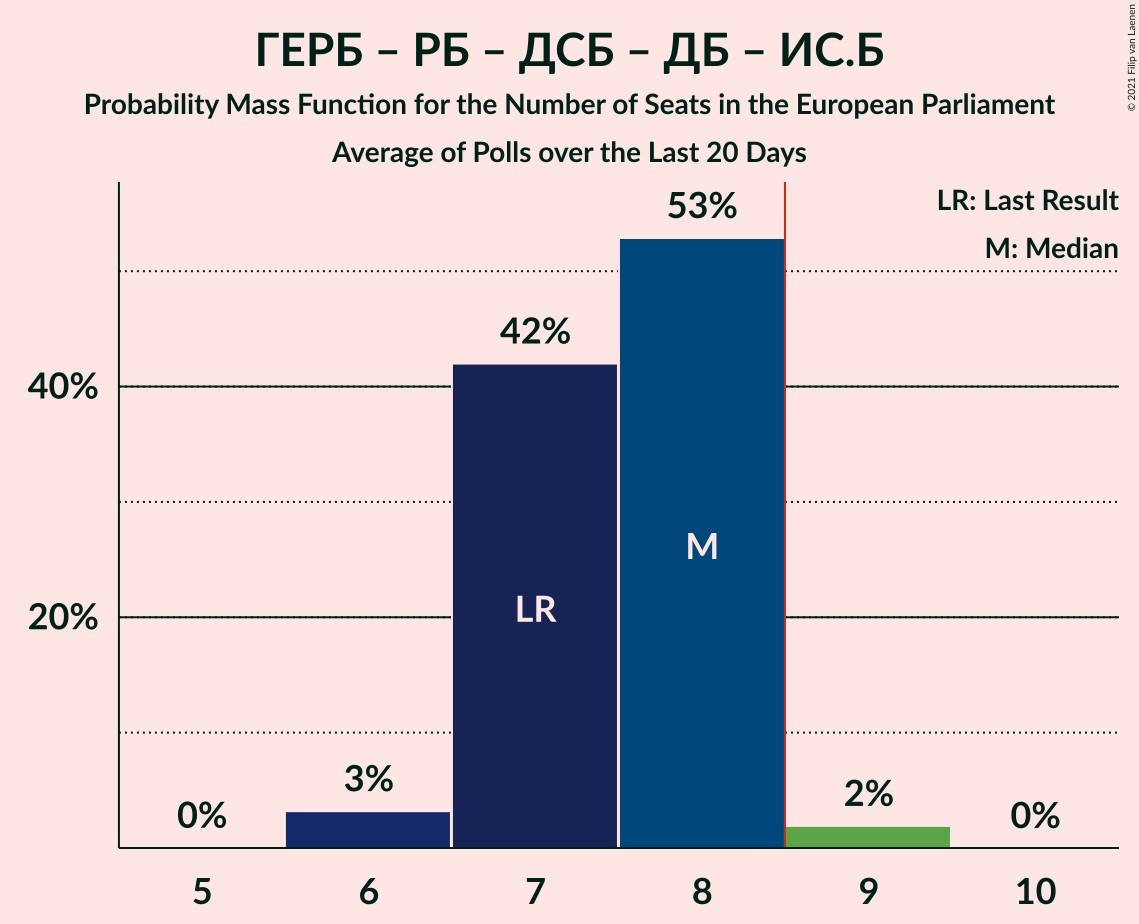 ГЕРБ – РБ – ДСБ – ДБ – ИС.Б
Probability Mass Function for the Number of Seats in the European Parliament
Average of Polls over the Last 20 Days
© 2021 Filip van Laenen
LR: Last Result
M: Median
53%
42%
40%
M
LR
20%
3%
2%
0%
0%
5 6 7 8 9 10